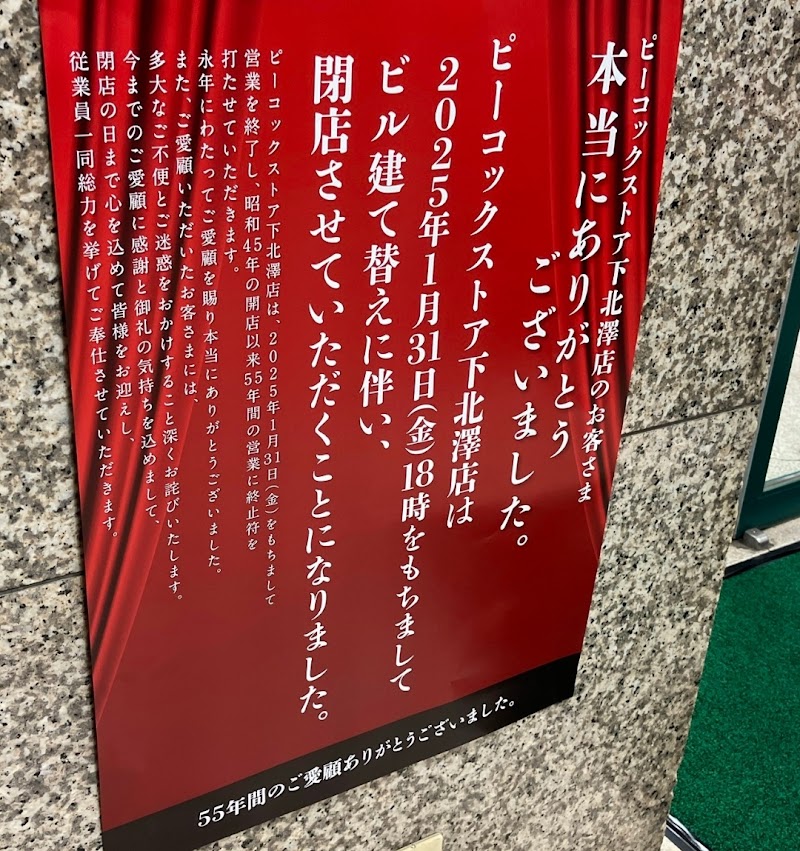 ピーコックストア下北澤店のお客さま
本当にありがとう
ございました。
ピーコックストア下北澤店は
2025年1月31日(金)18時をもちまして
ビル建て替えに伴い、
閉店させていただくことになりました。
ピーコックストア下北澤店は、2025年1月31日(金)をもちまして
営業を終了し、昭和45年の開店以来55年間の営業に終止符を
打たせていただきます。
永年にわたってご愛顧を賜り本当にありがとうございました。
また、ご愛顧いただいたお客さまには、
多大なご不便とご迷惑をおかけすること深くお詫びいたします。
今までのご愛顧に感謝と御礼の気持ちを込めまして、
閉店の日まで心を込めて皆様をお迎えし、
従業員一同総力を挙げてご奉仕させていただきます。
55年間のご愛顧ありがとうございました。